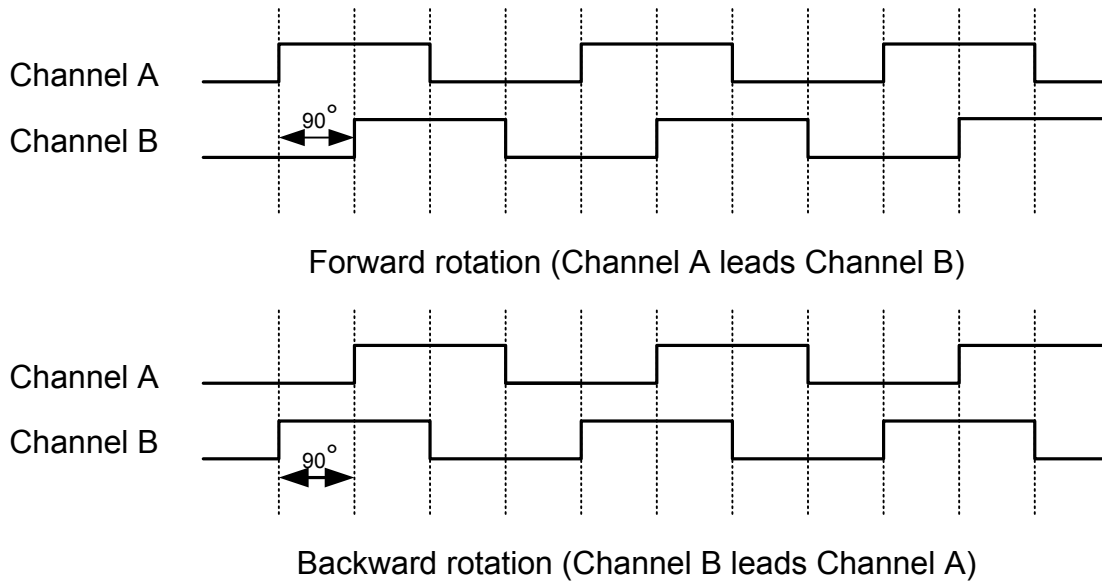 Channel A
90°
Channel B
Forward rotation (Channel A leads Channel B)
Channel A
Channel B
90°
Backward rotation (Channel B leads Channel A)